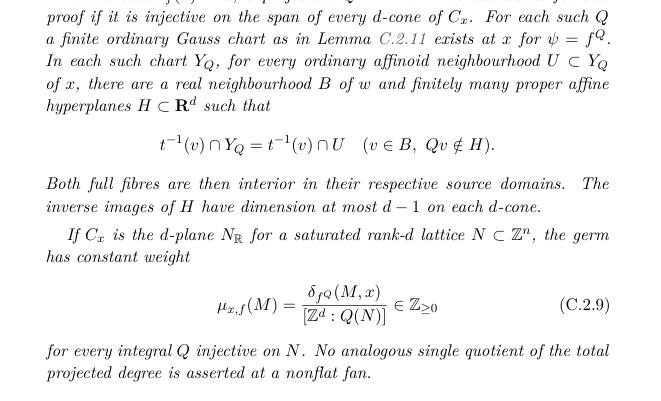 proof if it is injective on the span of every d-cone of Cₓ. For each such Q
a finite ordinary Gauss chart as in Lemma C.2.11 exists at x for ψ = f^Q.
In each such chart Y_Q, for every ordinary affinoid neighbourhood U ⊂ Y_Q
of x, there are a real neighbourhood B of w and finitely many proper affine
hyperplanes H ⊂ R^d such that
t⁻¹(v) ∩ Y_Q = t⁻¹(v) ∩ U (v ∈ B, Qv ∉ H).
Both full fibres are then interior in their respective source domains. The
inverse images of H have dimension at most d − 1 on each d-cone.
If Cₓ is the d-plane N_ℝ for a saturated rank-d lattice N ⊂ ℤⁿ, the germ
has constant weight
μ_{x,f}(M) = δ_{f^Q}(M, x) / [ℤ^d : Q(N)] ∈ ℤ_{≥0} (C.2.9)
for every integral Q injective on N. No analogous single quotient of the total
projected degree is asserted at a nonflat fan.